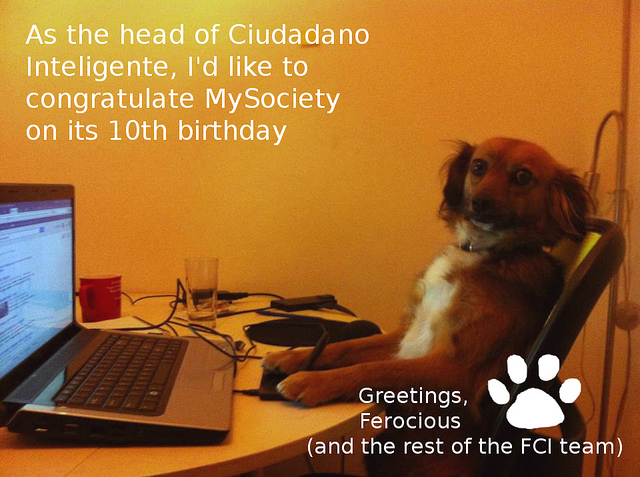 As the head of Ciudadano
Inteligente, I'd like to
congratulate MySociety
on its 10th birthday
Greetings,
Ferocious
(and the rest of the FCI team)